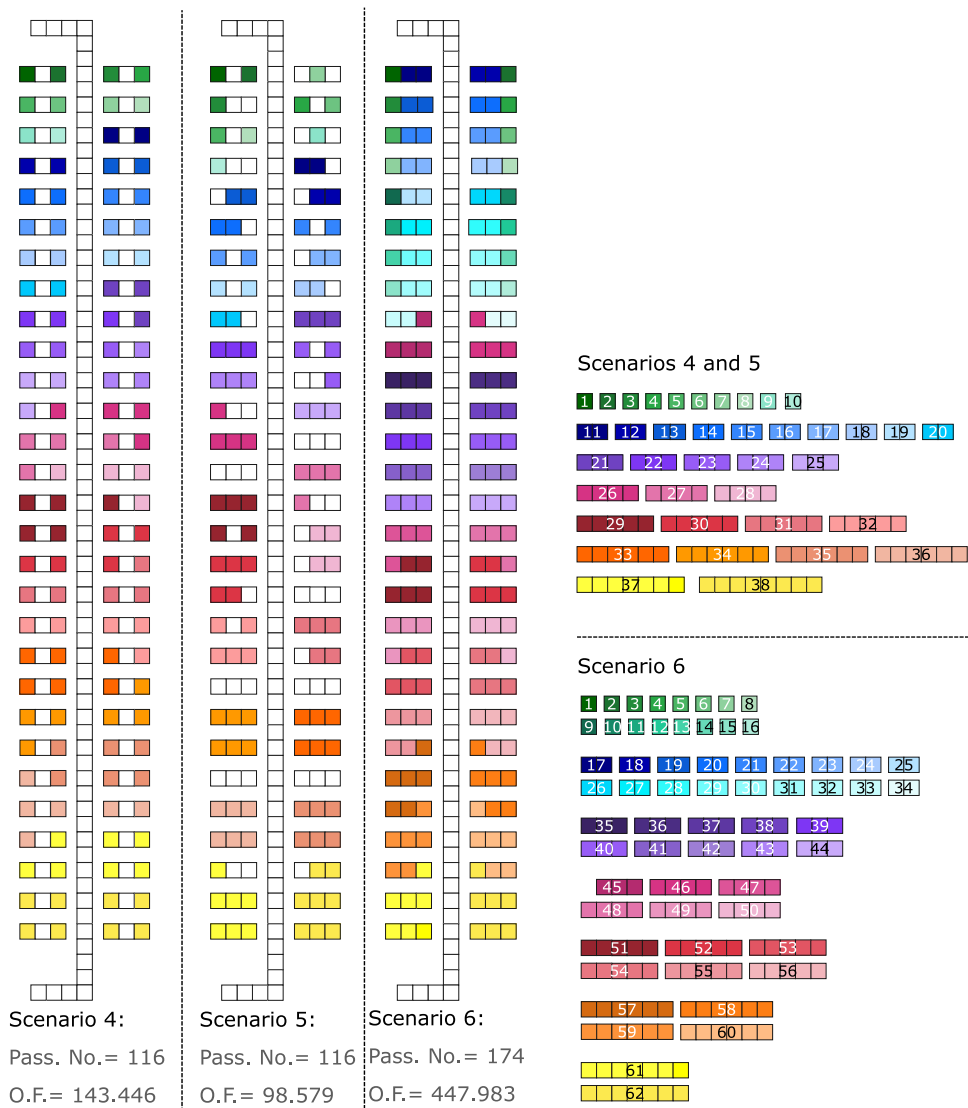 Scenario 4:
Pass. No.= 116
O.F.= 143.446
Scenario 5:
Pass. No.= 116
O.F.= 98.579
Scenario 6:
Pass. No.= 174
O.F.= 447.983
Scenarios 4 and 5
1 2 3 4 5 6 7 8 9 10
11 12 13 14 15 16 17 18 19 20
21 22 23 24 25
26 27 28
29 30 31 32
33 34 35 36
37 38
Scenario 6
1 2 3 4 5 6 7 8
9 10 11 12 13 14 15 16
17 18 19 20 21 22 23 24 25
26 27 28 29 30 31 32 33 34
35 36 37 38 39
40 41 42 43 44
45 46 47
48 49 50
51 52 53
54 55 56
57 58
59 60
61
62